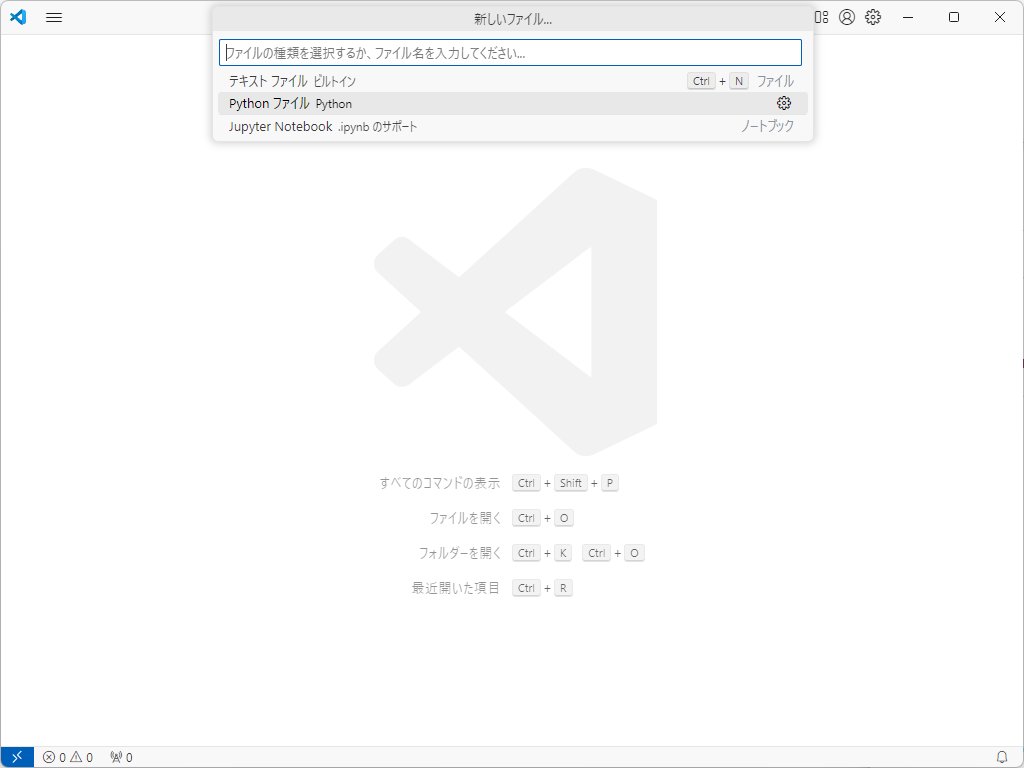 新しいファイル...
ファイルの種類を選択するか、ファイル名を入力してください...
テキスト ファイル ビルトイン Ctrl + N ファイル
Python ファイル Python
Jupyter Notebook .ipynb のサポート ノートブック
すべてのコマンドの表示 Ctrl + Shift + P
ファイルを開く Ctrl + O
フォルダーを開く Ctrl + K Ctrl + O
最近開いた項目 Ctrl + R
0 0 0